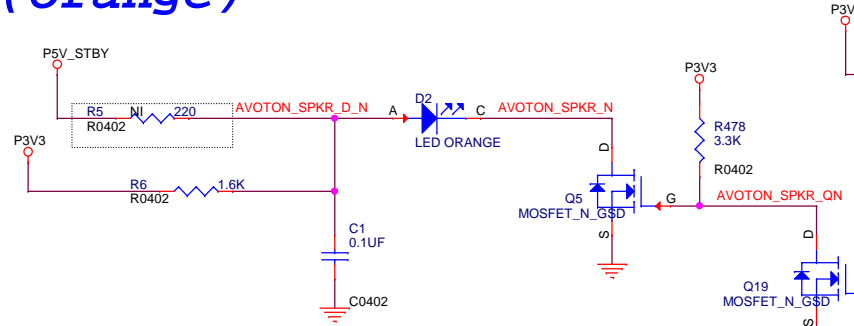 (orange)
P3V
P5V_STBY
R5 NI 220
R0402
AVOTON_SPKR_D_N
P3V3
R6 1.6K
R0402
C1
0.1UF
C0402
D2
A C
LED ORANGE
AVOTON_SPKR_N
D
Q5
MOSFET_N_GSD
G
S
P3V3
R478
3.3K
R0402
AVOTON_SPKR_QN
D
Q19
MOSFET_N_GSD
S